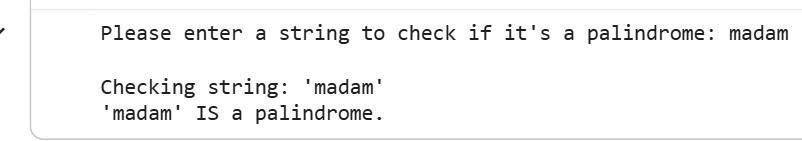 Please enter a string to check if it's a palindrome: madam
Checking string: 'madam'
'madam' IS a palindrome.